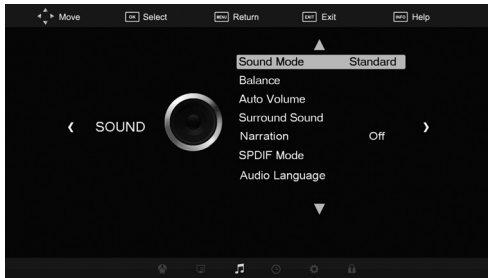 Move OK Select MENU Return EXIT Exit INFO Help
Sound Mode Standard
Balance
Auto Volume
Surround Sound
SOUND
Narration Off
SPDIF Mode
Audio Language